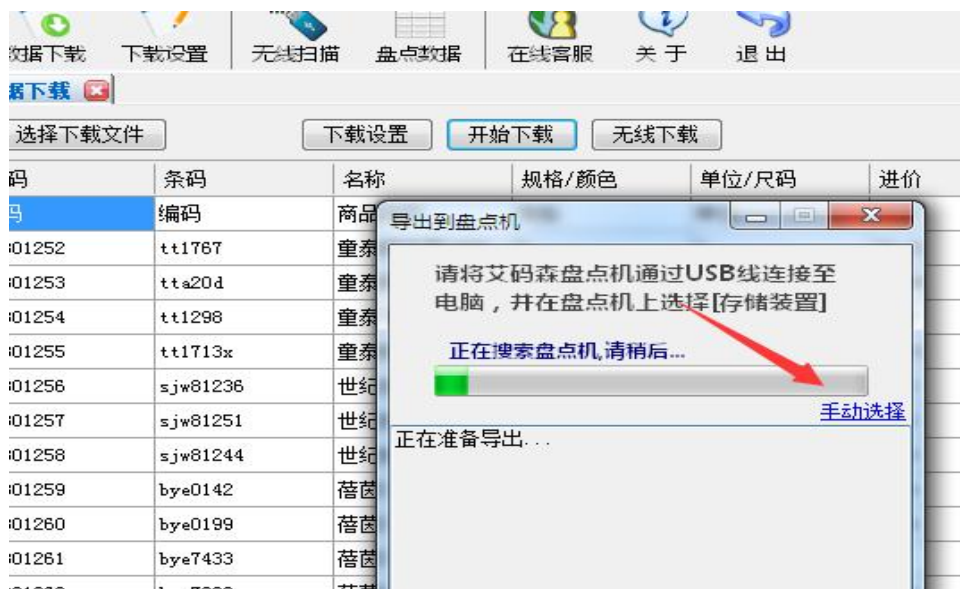 数据下载 下载设置 无线扫描 盘点数据 在线客服 关于 退出
据下载
选择下载文件 下载设置 开始下载 无线下载
码 条码 名称 规格/颜色 单位/尺码 进价
码 编码 商品
01252 tt1767 童泰
01253 tta20d 童泰
01254 tt1298 童泰
01255 tt1713x 童泰
01256 sjw81236 世纪
01257 sjw81251 世纪
01258 sjw81244 世纪
01259 bye0142 蓓茵
01260 bye0199 蓓茵
01261 bye7433 蓓茵
导出到盘点机
请将艾码森盘点机通过USB线连接至
电脑，并在盘点机上选择[存储装置]
正在搜索盘点机,请稍后...
手动选择
正在准备导出...